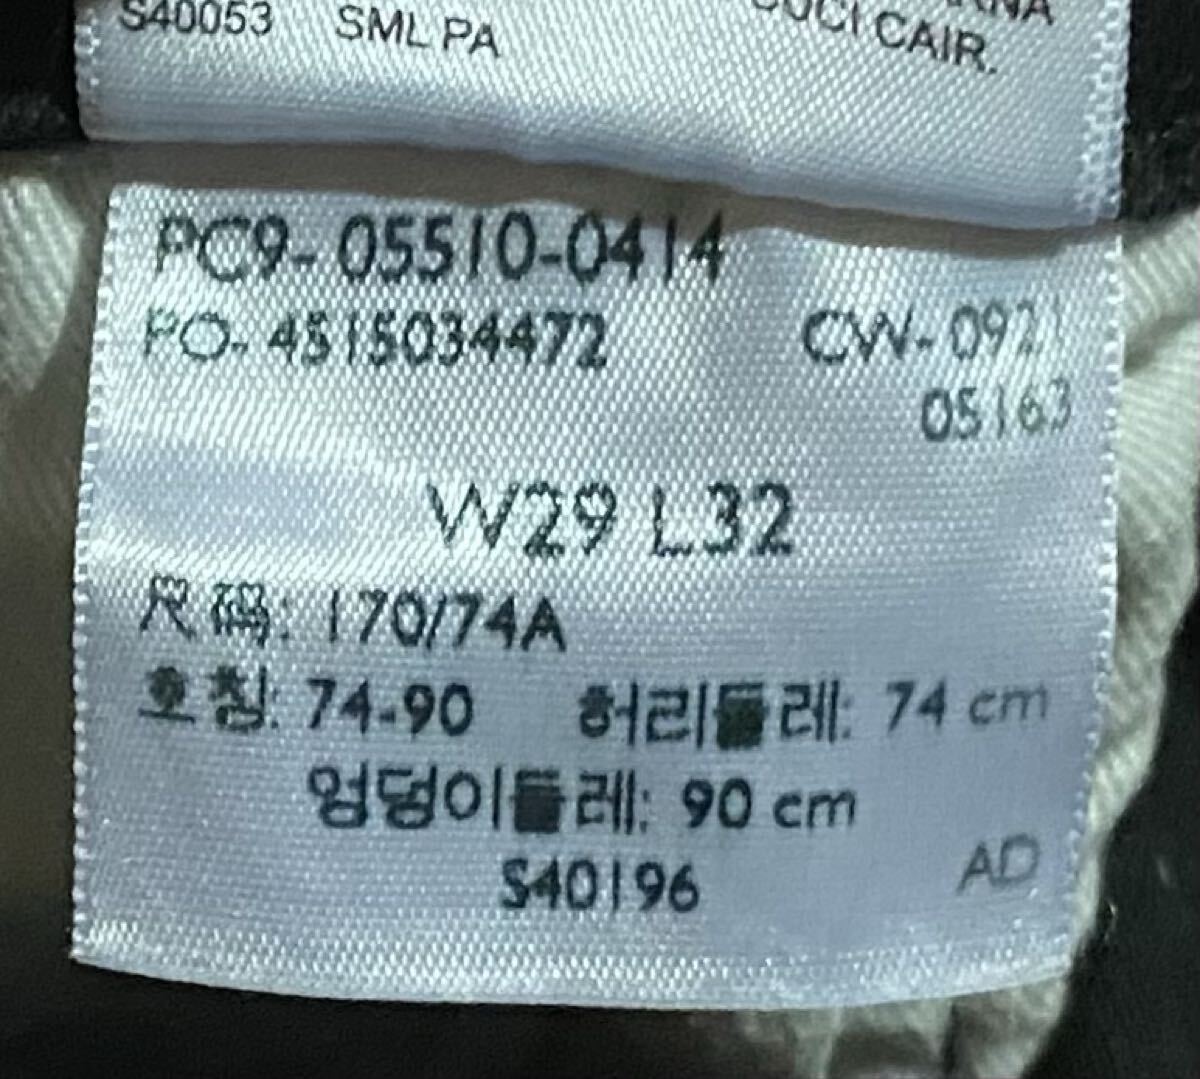 S40053 SML PA
CUCI CAIR.
PC9-05510-0414
PO-4515034472 CW-0921
05163
W29 L32
尺码: 170/74A
호칭: 74-90 허리둘레: 74 cm
엉덩이둘레: 90 cm
S40196 AD